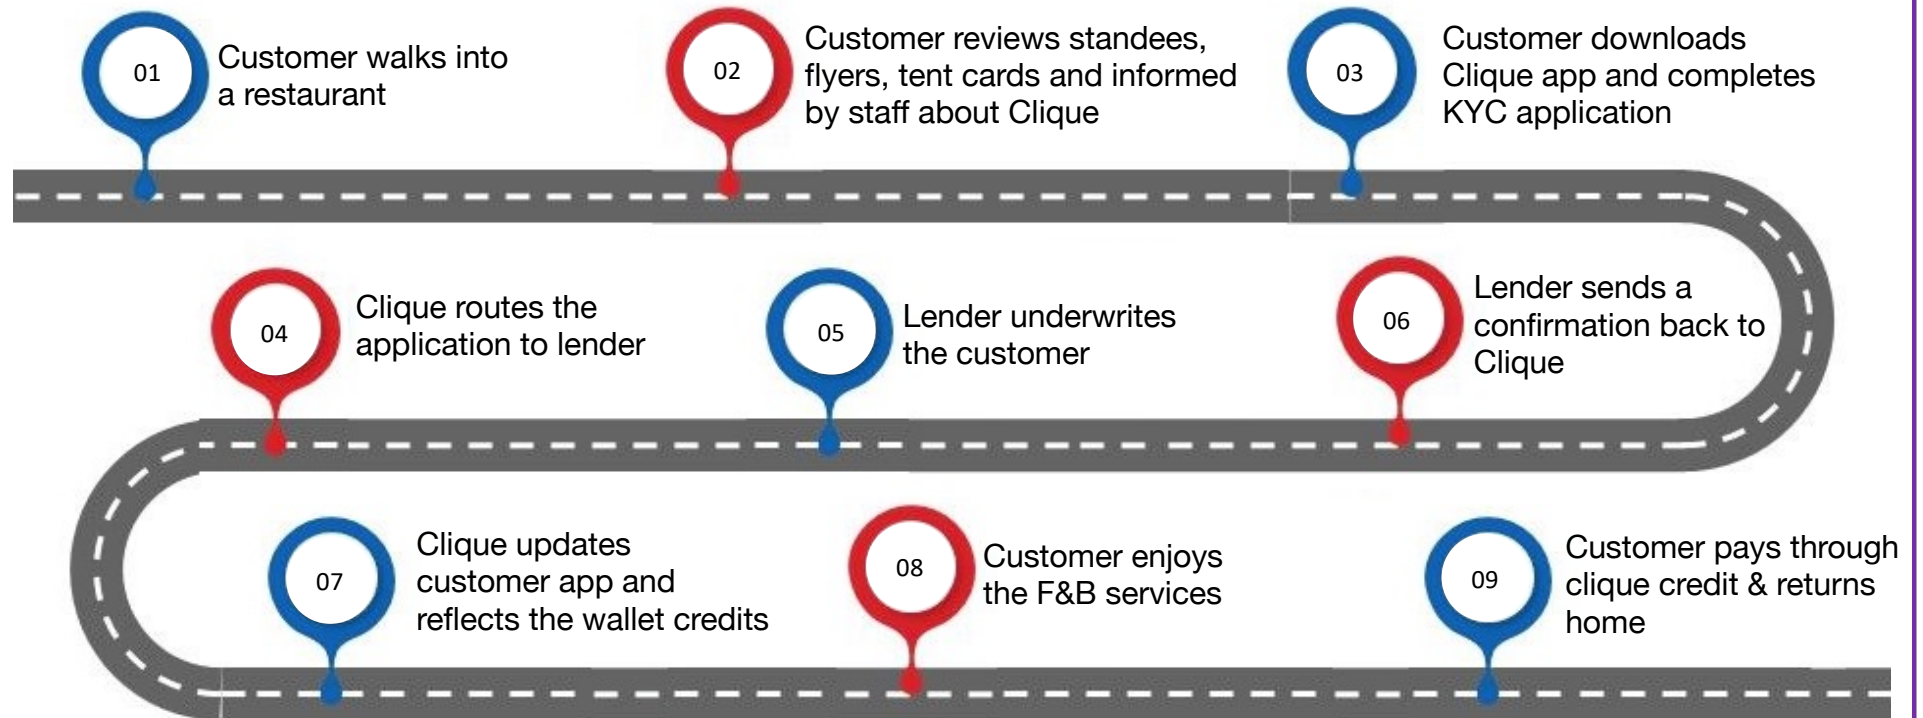 01
Customer walks into
a restaurant
02
Customer reviews standees,
flyers, tent cards and informed
by staff about Clique
03
Customer downloads
Clique app and completes
KYC application
04
Clique routes the
application to lender
05
Lender underwrites
the customer
06
Lender sends a
confirmation back to
Clique
07
Clique updates
customer app and
reflects the wallet credits
08
Customer enjoys
the F&B services
09
Customer pays through
clique credit & returns
home